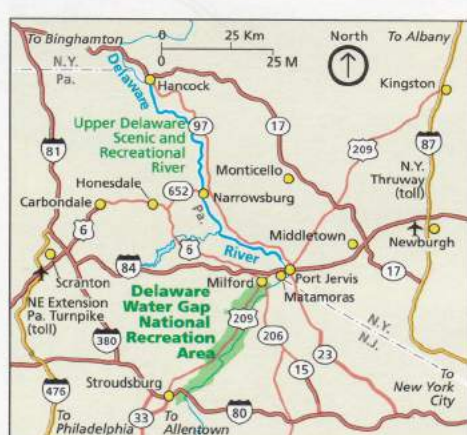 To Binghamton
0 25 Km
0 25 M
North
To Albany
N.Y.
Pa.
Delaware
Hancock
Kingston
Upper Delaware
Scenic and
Recreational
River
97
17
209
87
81
N.Y.
Thruway
(toll)
Monticello
Honesdale
652
Narrowsburg
Carbondale
Pa.
6
6
River
Middletown
Newburgh
84
17
Scranton
NE Extension
Pa. Turnpike
(toll)
Milford
Port Jervis
Matamoras
Delaware
Water Gap
National
Recreation
Area
209
206
23
N.Y.
N.J.
380
15
To
New York
City
Stroudsburg
476
80
33
To
Philadelphia
To
Allentown